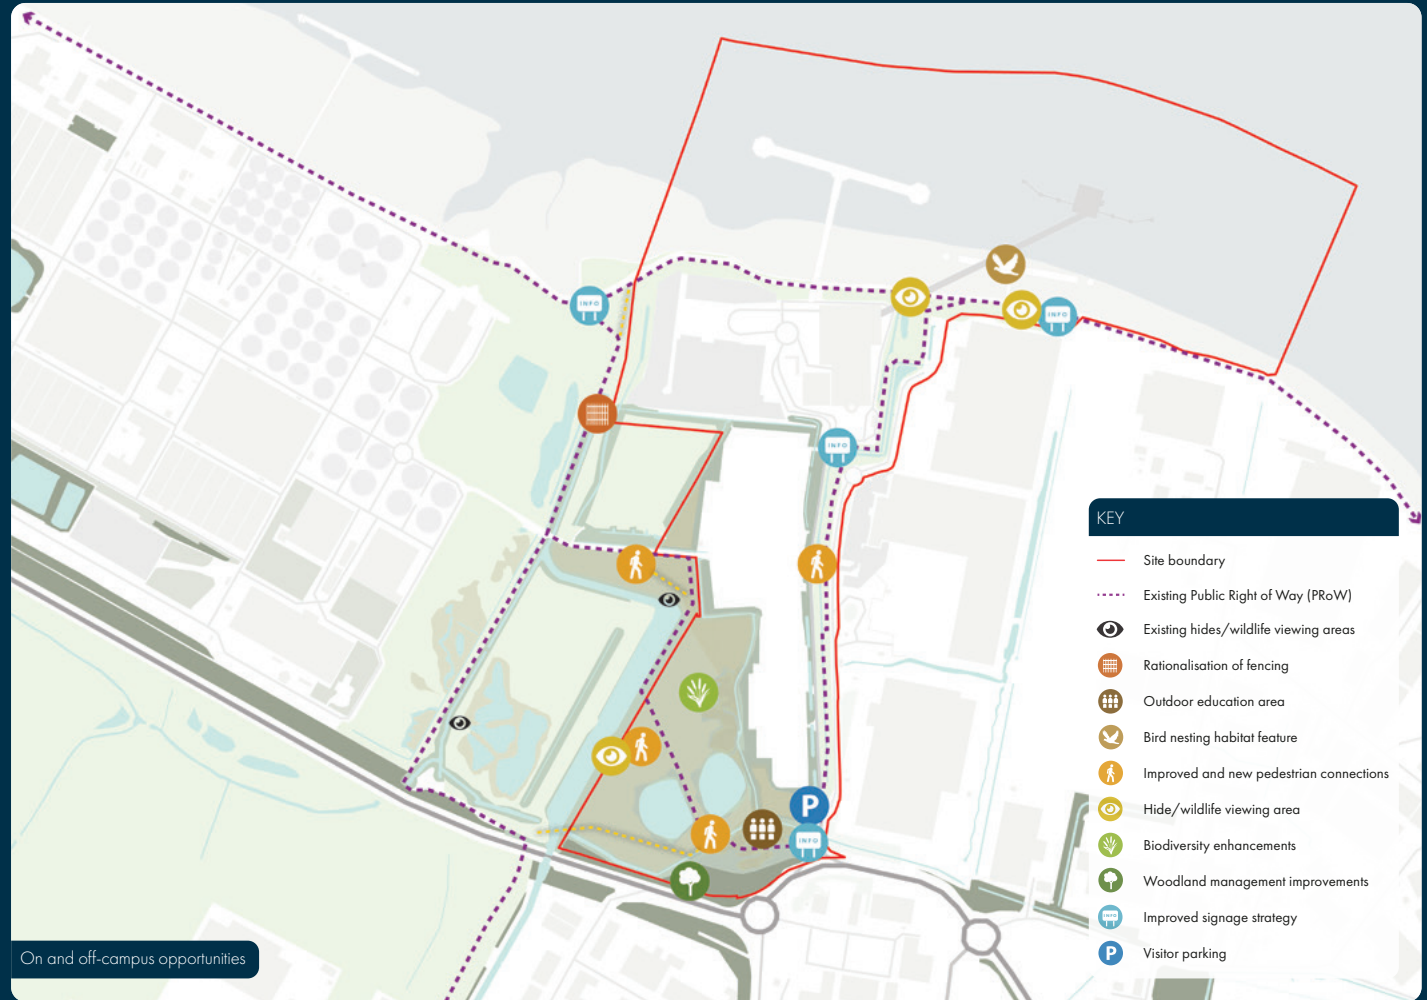 INFO
INFO
INFO
P
INFO
KEY
Site boundary
Existing Public Right of Way (PRoW)
Existing hides/wildlife viewing areas
Rationalisation of fencing
Outdoor education area
Bird nesting habitat feature
Improved and new pedestrian connections
Hide/wildlife viewing area
Biodiversity enhancements
Woodland management improvements
INFO
Improved signage strategy
P
Visitor parking
On and off-campus opportunities